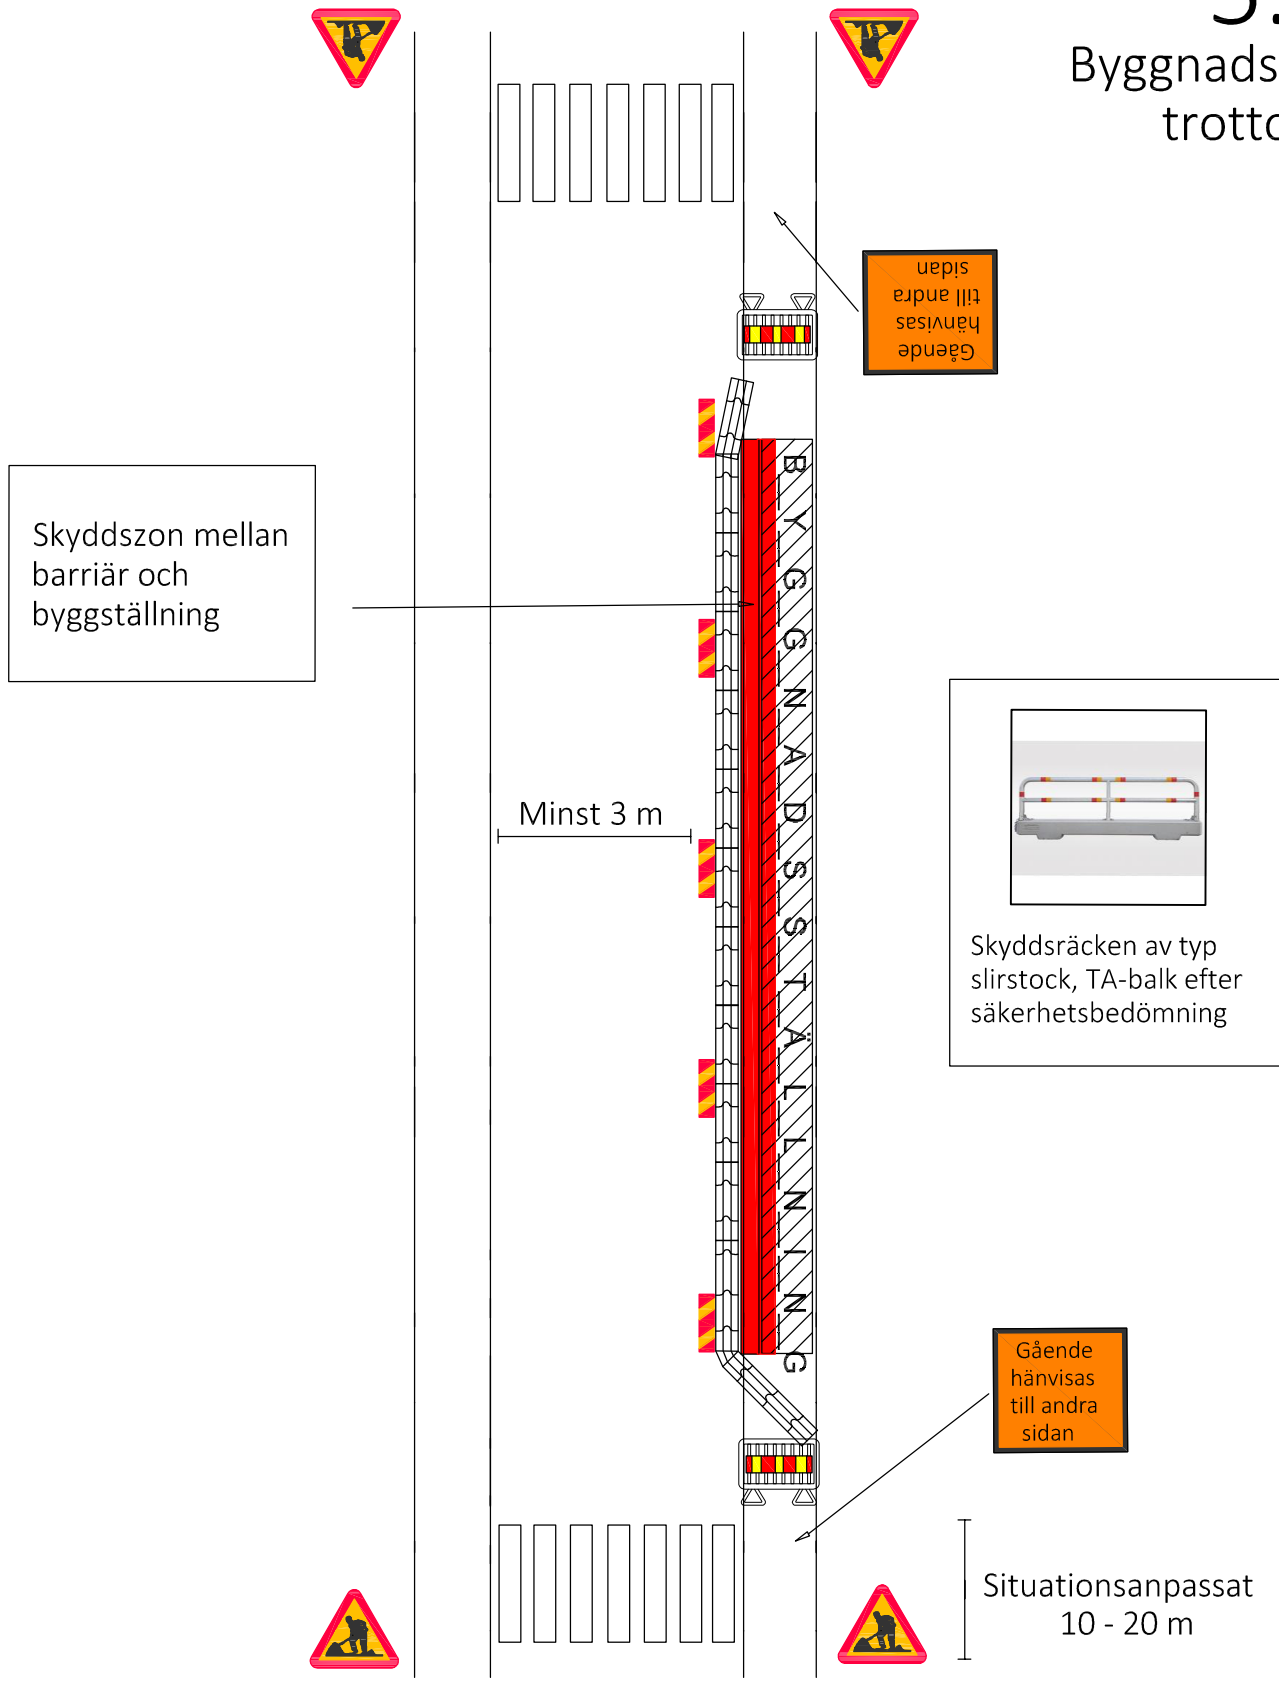 Byggnads
Gående
hänvisas
till andra
sidan
Skyddszon mellan
barriär och
byggställning
BYGGNADSSTÄLLNING
Minst 3 m
Skyddsräcken av typ
slirstock, TA-balk efter
säkerhetsbedömning
Gående
hänvisas
till andra
sidan
Situationsanpassat
10 - 20 m